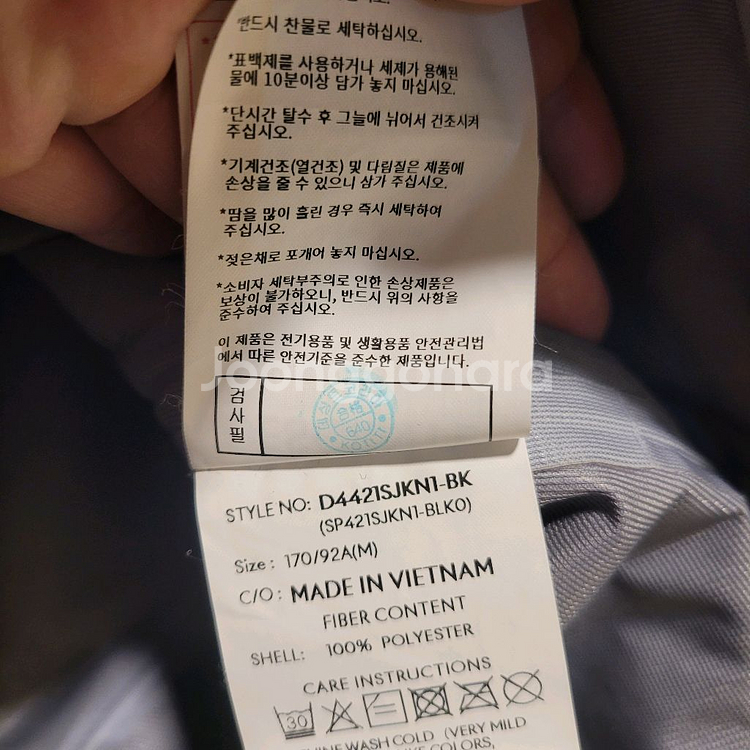 반드시 찬물로 세탁하십시오.
*표백제를 사용하거나 세제가 용해된
물에 10분이상 담가 놓지 마십시오.
*단시간 탈수 후 그늘에 뉘어서 건조시켜
주십시오.
*기계건조(열건조) 및 다림질은 제품에
손상을 줄 수 있으니 삼가 주십시오.
*땀을 많이 흘린 경우 즉시 세탁하여
주십시오.
*젖은채로 포개어 놓지 마십시오.
*소비자 세탁부주의로 인한 손상제품은
보상이 불가하오니, 반드시 위의 사항을
준수하여 주십시오.
이 제품은 전기용품 및 생활용품 안전관리법
에서 따른 안전기준을 준수한 제품입니다.
Joonggonara
검사필
合格
640
KOTITI
STYLE NO: D4421SJKN1-BK
(SP421SJKN1-BLK0)
Size : 170/92A(M)
C/O : MADE IN VIETNAM
FIBER CONTENT
SHELL: 100% POLYESTER
CARE INSTRUCTIONS
30
WASH COLD (VERY MILD
COLORS,